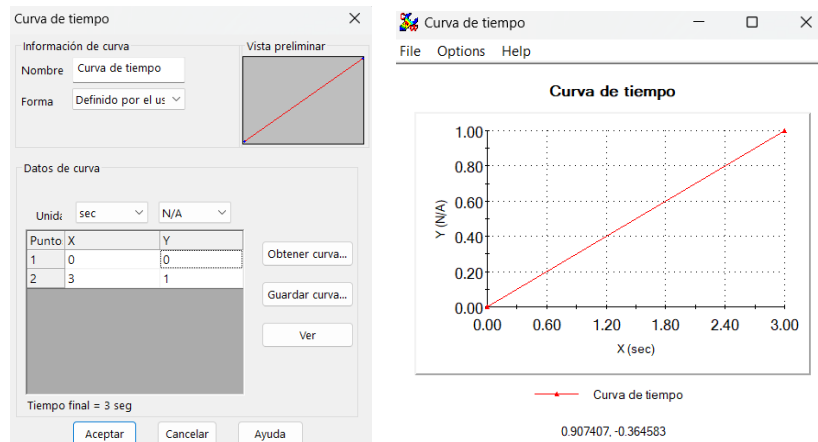 Curva de tiempo
Información de curva
Vista preliminar
Nombre Curva de tiempo
Forma Definido por el us
Datos de curva
Unida sec N/A
Punto X Y
1 0 0
2 3 1
Obtener curva...
Guardar curva...
Ver
Tiempo final = 3 seg
Aceptar Cancelar Ayuda
Curva de tiempo
File Options Help
Curva de tiempo
1.00
0.80
0.60
0.40
0.20
0.00
Y (N/A)
0.00 0.60 1.20 1.80 2.40 3.00
X (sec)
Curva de tiempo
0.907407, -0.364583